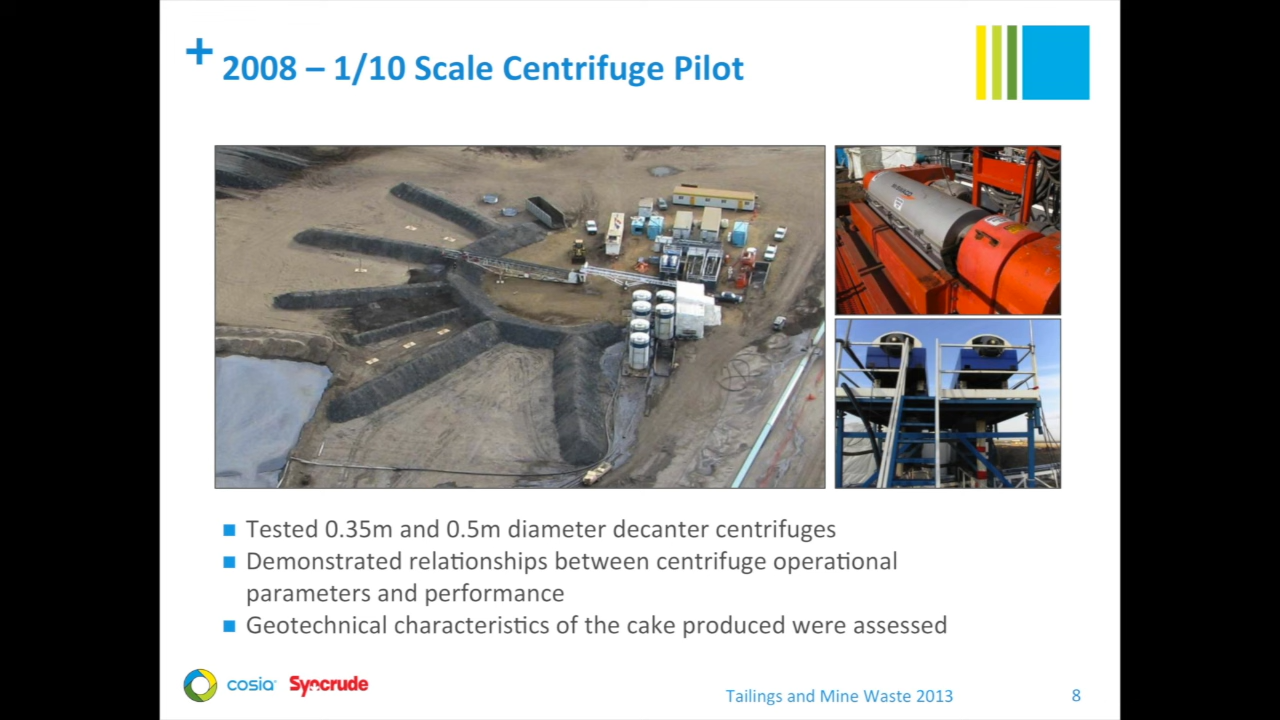 + 2008 – 1/10 Scale Centrifuge Pilot
■ Tested 0.35m and 0.5m diameter decanter centrifuges
■ Demonstrated relationships between centrifuge operational
parameters and performance
■ Geotechnical characteristics of the cake produced were assessed
cosia Syncrude
Tailings and Mine Waste 2013
8